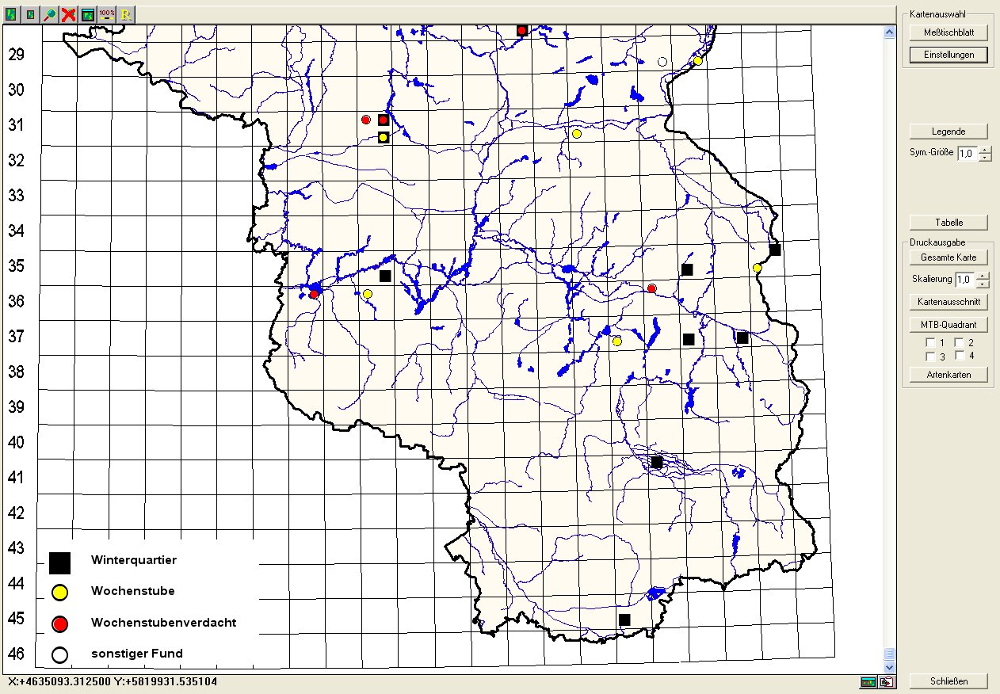 100%
R
29
30
31
32
33
34
35
36
37
38
39
40
41
42
43
44
45
46
Winterquartier
Wochenstube
Wochenstubenverdacht
sonstiger Fund
X:+4635093.312500 Y:+5819931.535104
Kartenauswahl
Meßtischblatt
Einstellungen
Legende
Sym.-Größe 1,0
Tabelle
Druckausgabe
Gesamte Karte
Skalierung 1,0
Kartenausschnitt
MTB-Quadrant
1 2
3 4
Artenkarten
Schließen